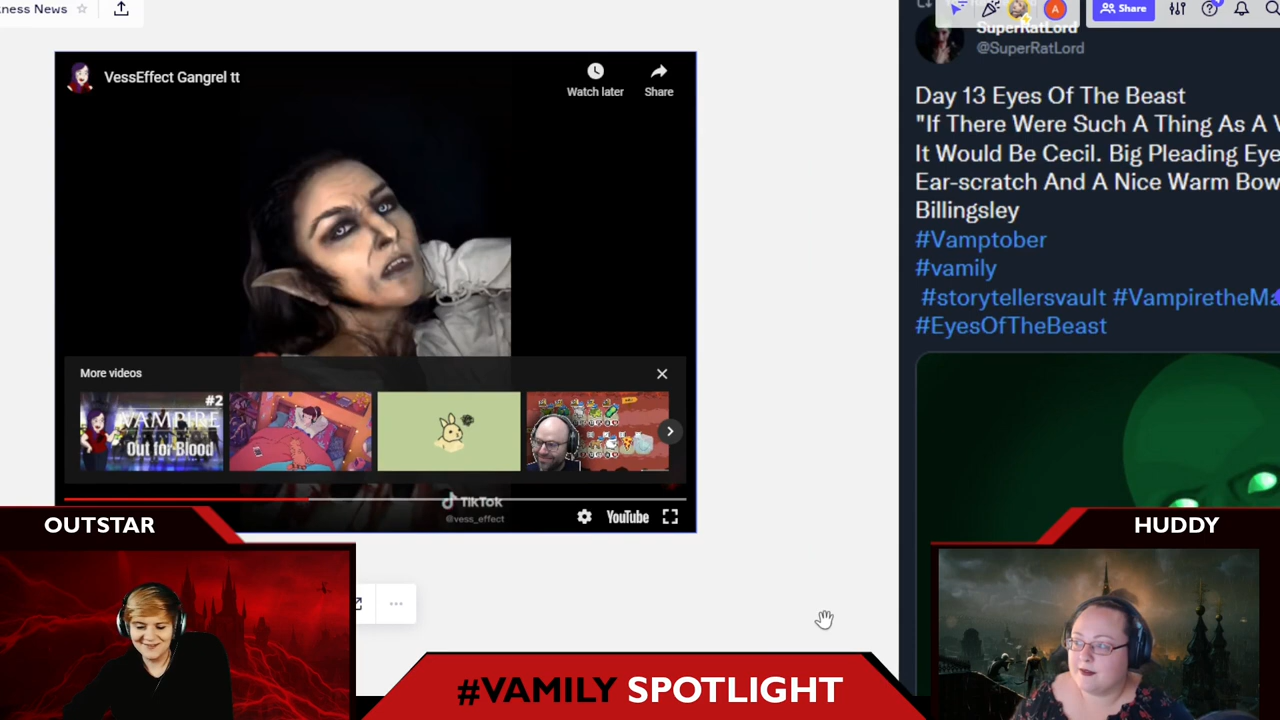 ness News
Share
VessEffect Gangrel tt
Watch later
Share
More videos
#2
VAMPIRE
Out for Blood
TikTok
@vess_effect
YouTube
SuperRatLord
@SuperRatLord
Day 13 Eyes Of The Beast
"If There Were Such A Thing As A
It Would Be Cecil. Big Pleading Eye
Ear-scratch And A Nice Warm Bow
Billingsley
#Vamptober
#vamily
#storytellersvault #VampiretheMa
#EyesOfTheBeast
A
OUTSTAR
HUDDY
#VAMILY SPOTLIGHT